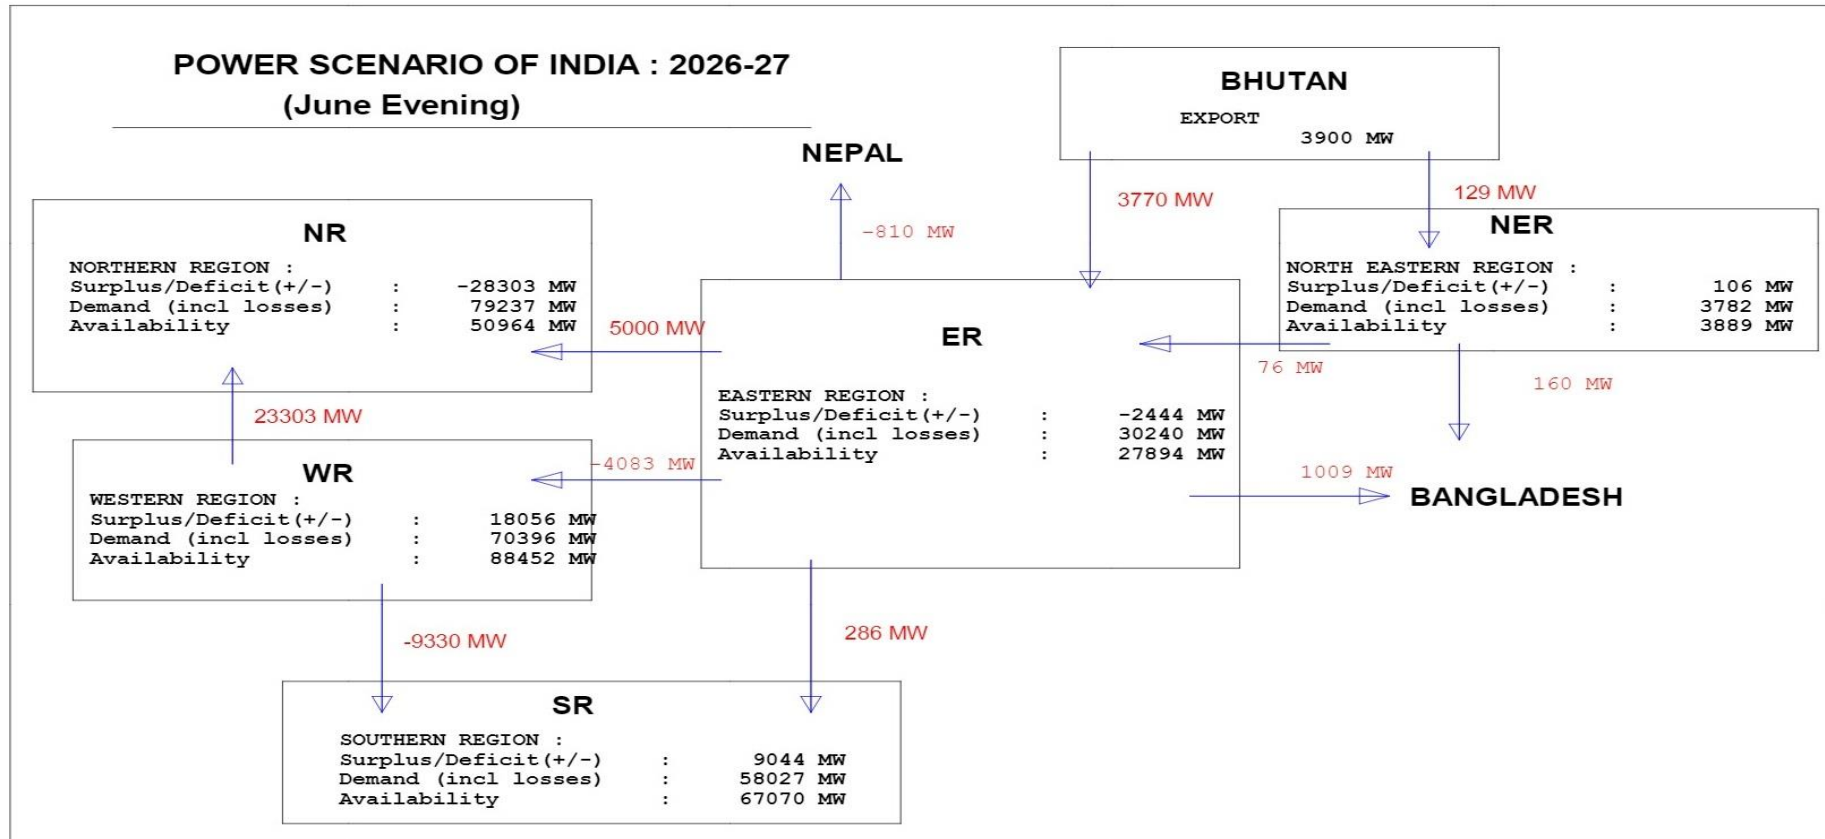 POWER SCENARIO OF INDIA : 2026-27
(June Evening)
BHUTAN
EXPORT
3900 MW
NEPAL
3770 MW
129 MW
-810 MW
NR
NORTHERN REGION :
Surplus/Deficit(+/-) : -28303 MW
Demand (incl losses) : 79237 MW
Availability : 50964 MW
NER
NORTH EASTERN REGION :
Surplus/Deficit(+/-) : 106 MW
Demand (incl losses) : 3782 MW
Availability : 3889 MW
5000 MW
ER
EASTERN REGION :
Surplus/Deficit(+/-) : -2444 MW
Demand (incl losses) : 30240 MW
Availability : 27894 MW
76 MW
160 MW
23303 MW
-4083 MW
1009 MW
BANGLADESH
WR
WESTERN REGION :
Surplus/Deficit(+/-) : 18056 MW
Demand (incl losses) : 70396 MW
Availability : 88452 MW
-9330 MW
286 MW
SR
SOUTHERN REGION :
Surplus/Deficit(+/-) : 9044 MW
Demand (incl losses) : 58027 MW
Availability : 67070 MW